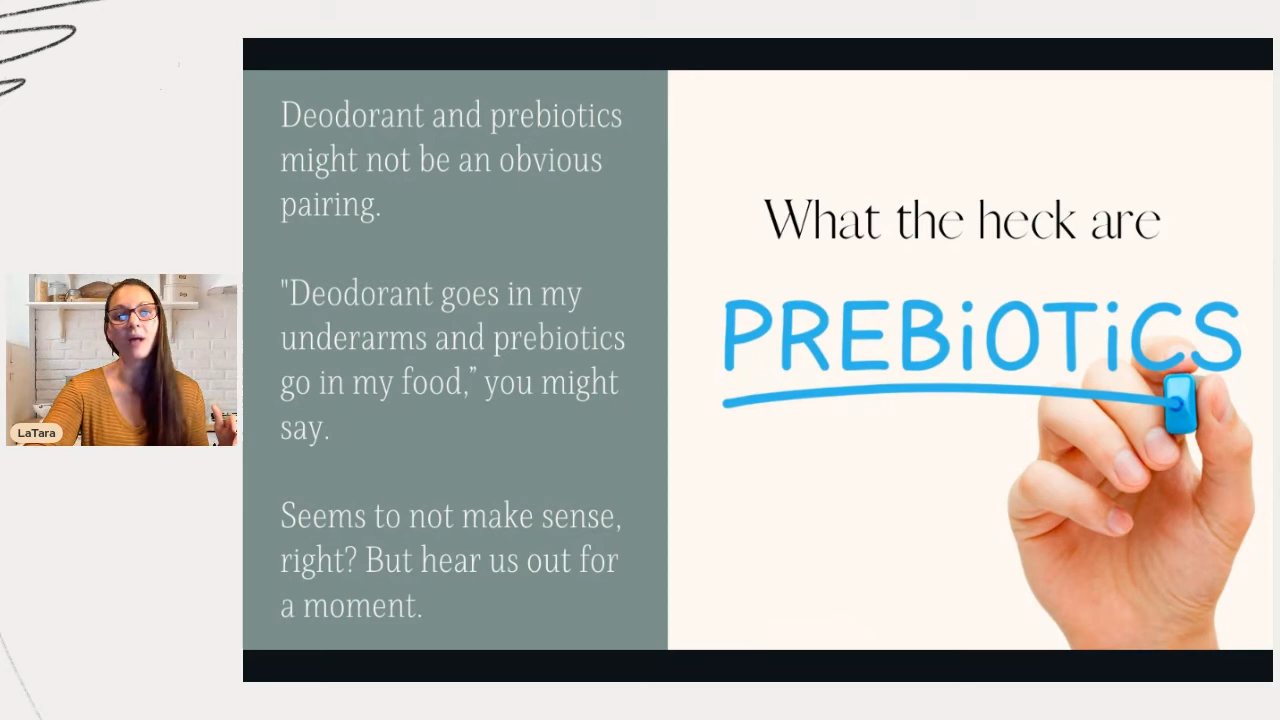 Deodorant and prebiotics
might not be an obvious
pairing.
"Deodorant goes in my
underarms and prebiotics
go in my food,” you might
say.
Seems to not make sense,
right? But hear us out for
a moment.
What the heck are
PREBiOTiCS
LaTara